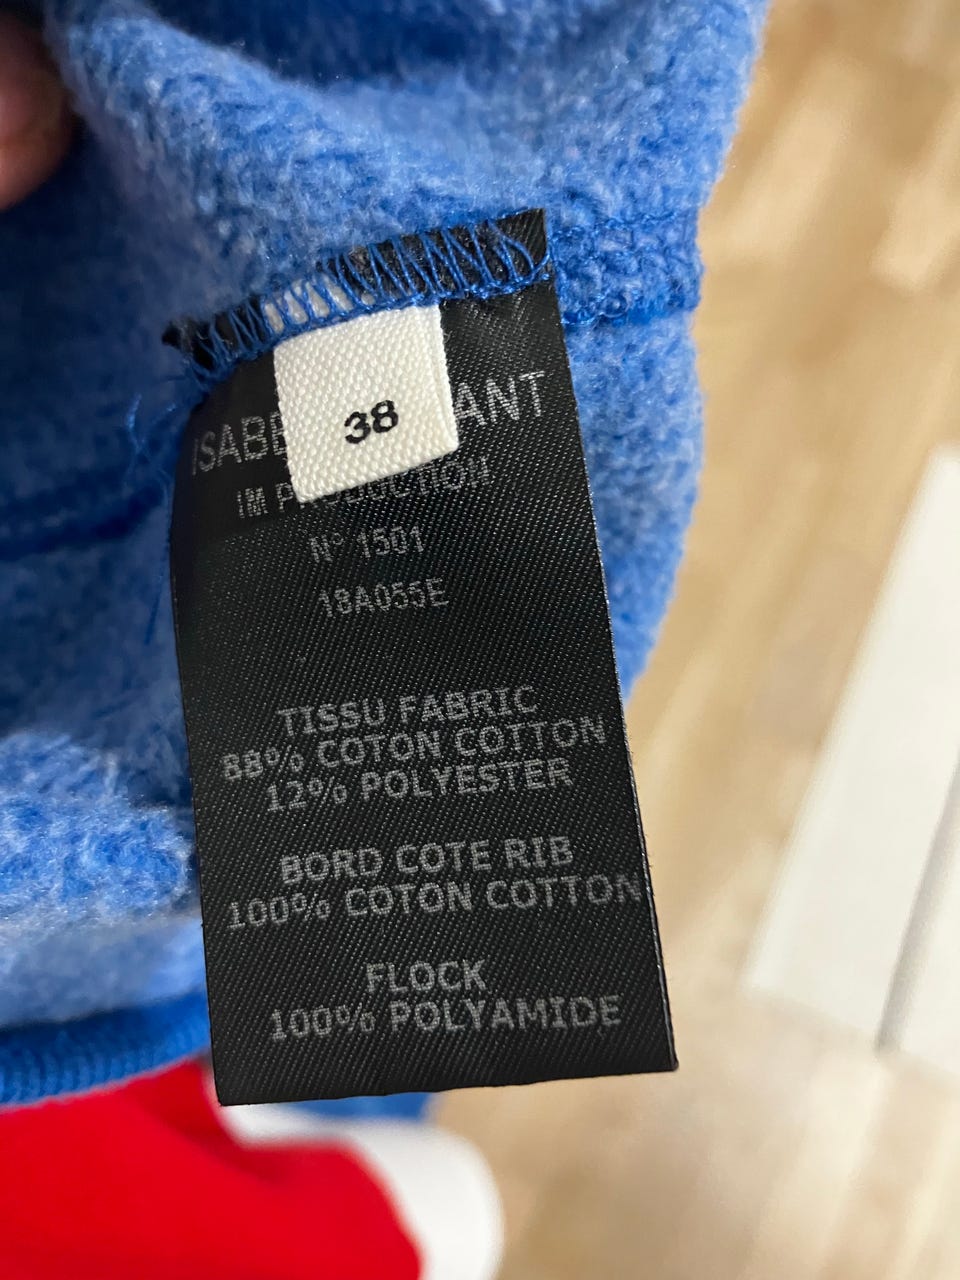 38
ISABE ANT
IM PRODUCTION
N° 1501
18A055E
TISSU FABRIC
88% COTON COTTON
12% POLYESTER
BORD COTE RIB
100% COTON COTTON
FLOCK
100% POLYAMIDE